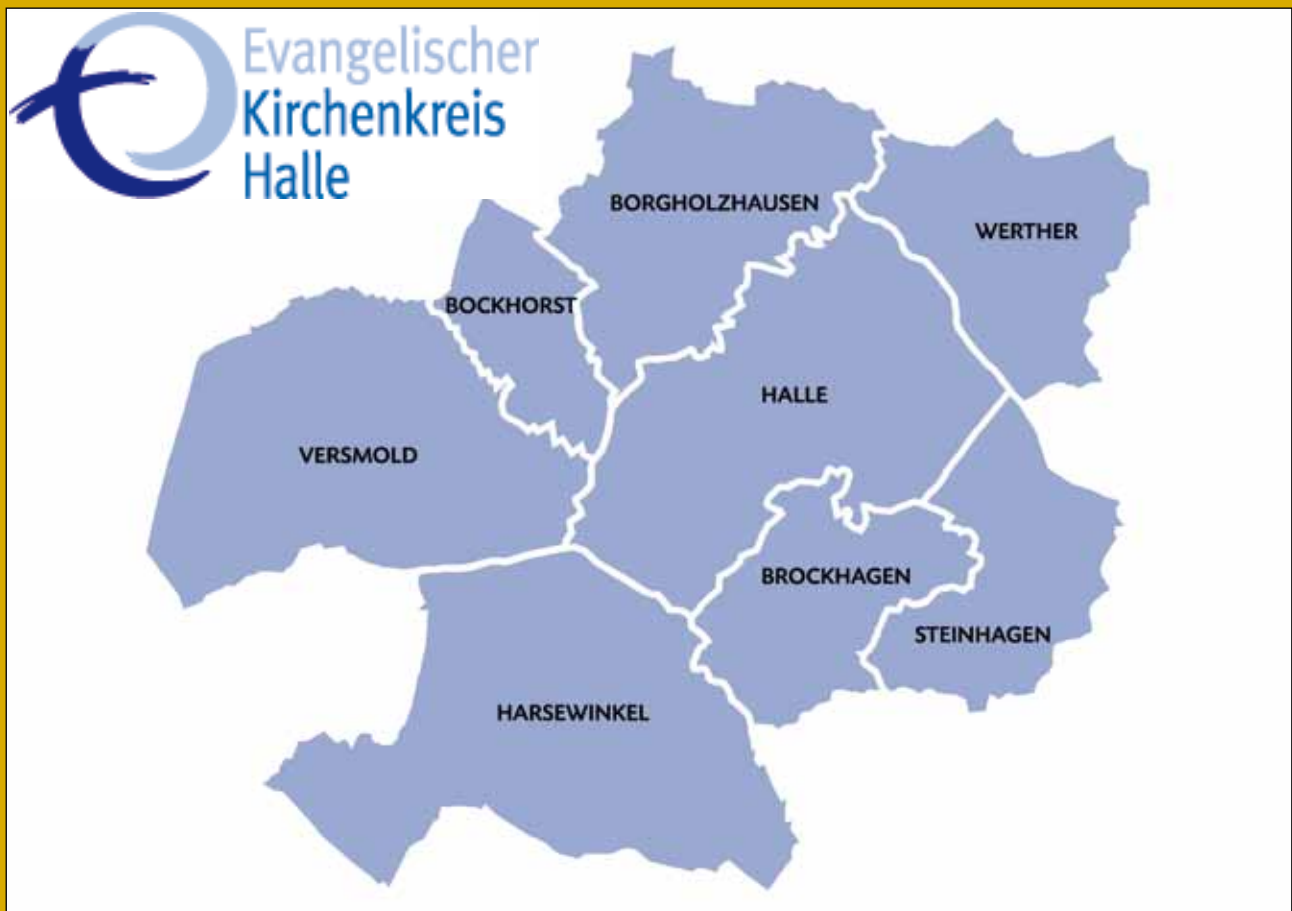 Evangelischer
Kirchenkreis
Halle
BORGHOLZHAUSEN
WERTHER
BOCKHORST
HALLE
VERSMOLD
BROCKHAGEN
STEINHAGEN
HARSEWINKEL